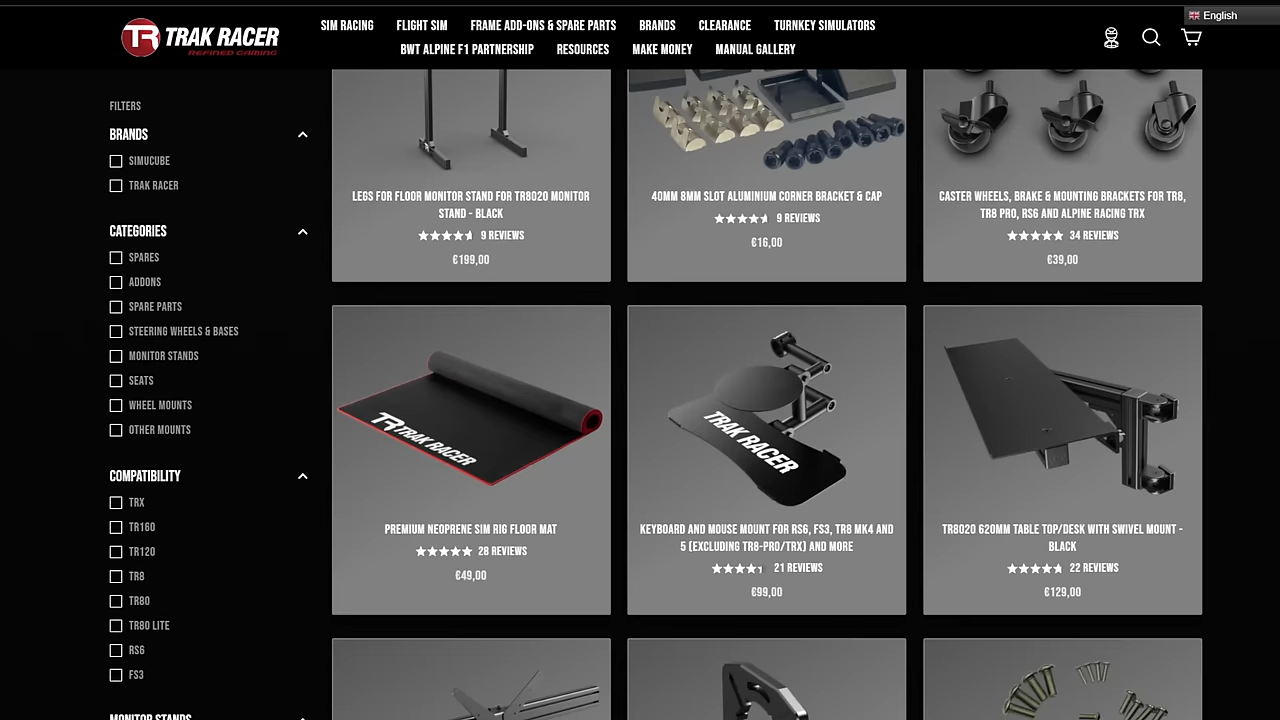 TR TRAK RACER
REFINED GAMING
SIM RACING FLIGHT SIM FRAME ADD-ONS & SPARE PARTS BRANDS CLEARANCE TURNKEY SIMULATORS
BWT ALPINE F1 PARTNERSHIP RESOURCES MAKE MONEY MANUAL GALLERY
English
FILTERS
BRANDS
SIMUCUBE
TRAK RACER
CATEGORIES
SPARES
ADDONS
SPARE PARTS
STEERING WHEELS & BASES
MONITOR STANDS
SEATS
WHEEL MOUNTS
OTHER MOUNTS
COMPATIBILITY
TRX
TR160
TR120
TR8
TR80
TR80 LITE
RS6
FS3
MONITOR STANDS
LEGS FOR FLOOR MONITOR STAND FOR TR8020 MONITOR
STAND - BLACK
9 REVIEWS
€199,00
40MM 8MM SLOT ALUMINIUM CORNER BRACKET & CAP
9 REVIEWS
€16,00
CASTER WHEELS, BRAKE & MOUNTING BRACKETS FOR TR8,
TR8 PRO, RS6 AND ALPINE RACING TRX
34 REVIEWS
€39,00
TR TRAK RACER
PREMIUM NEOPRENE SIM RIG FLOOR MAT
28 REVIEWS
€49,00
TRAK RACER
KEYBOARD AND MOUSE MOUNT FOR RS6, FS3, TR8 MK4 AND
5 (EXCLUDING TR8-PRO/TRX) AND MORE
21 REVIEWS
€99,00
TR8020 620MM TABLE TOP/DESK WITH SWIVEL MOUNT -
BLACK
22 REVIEWS
€129,00